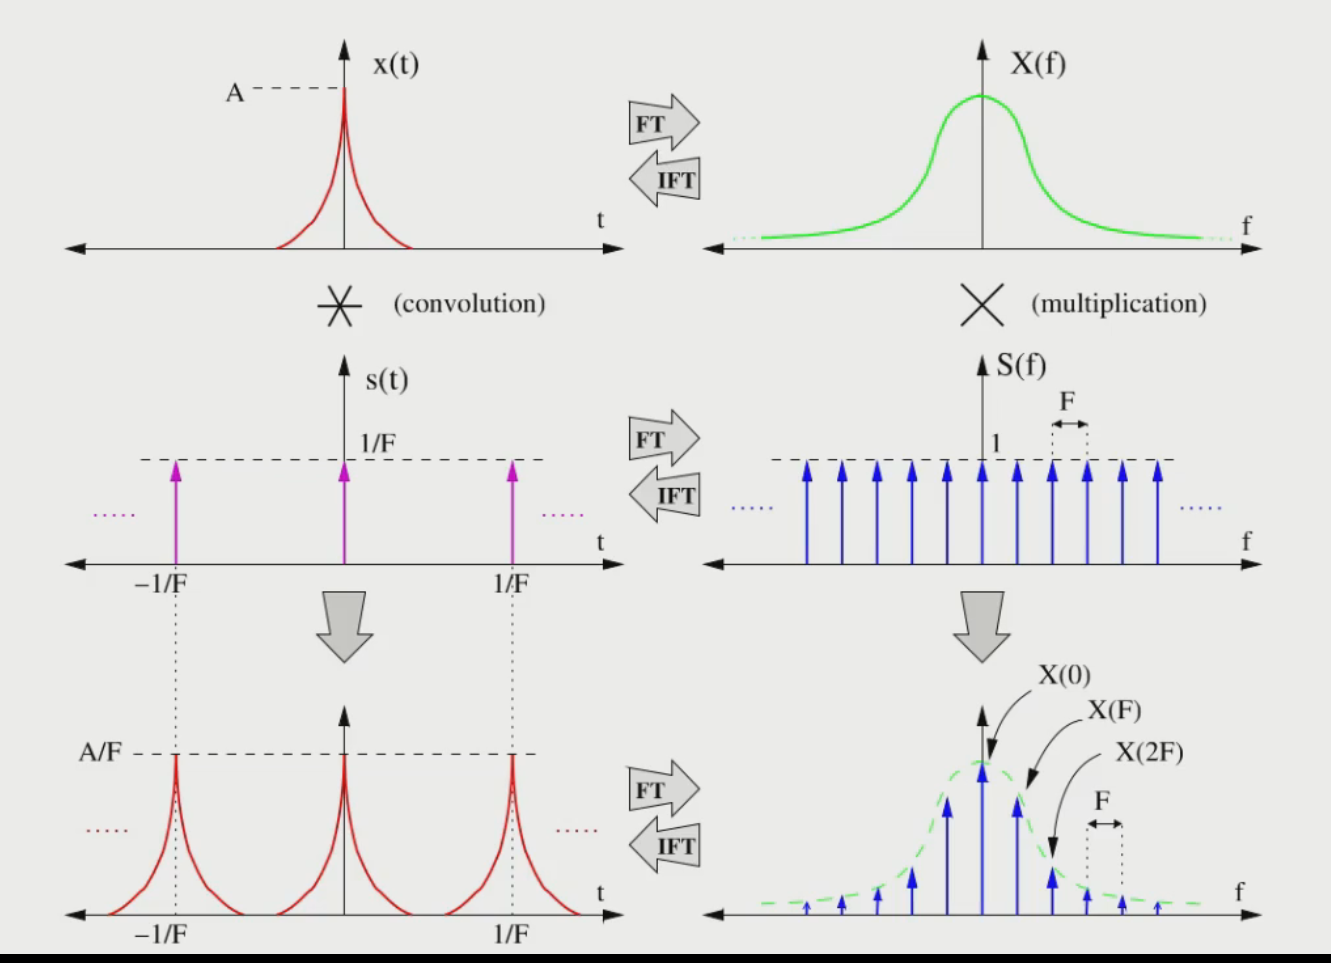 x(t)
A
t
FT
IFT
X(f)
f
(convolution)
(multiplication)
s(t)
1/F
t
−1/F
1/F
FT
IFT
S(f)
F
1
f
A/F
t
−1/F
1/F
FT
IFT
X(0)
X(F)
X(2F)
F
f